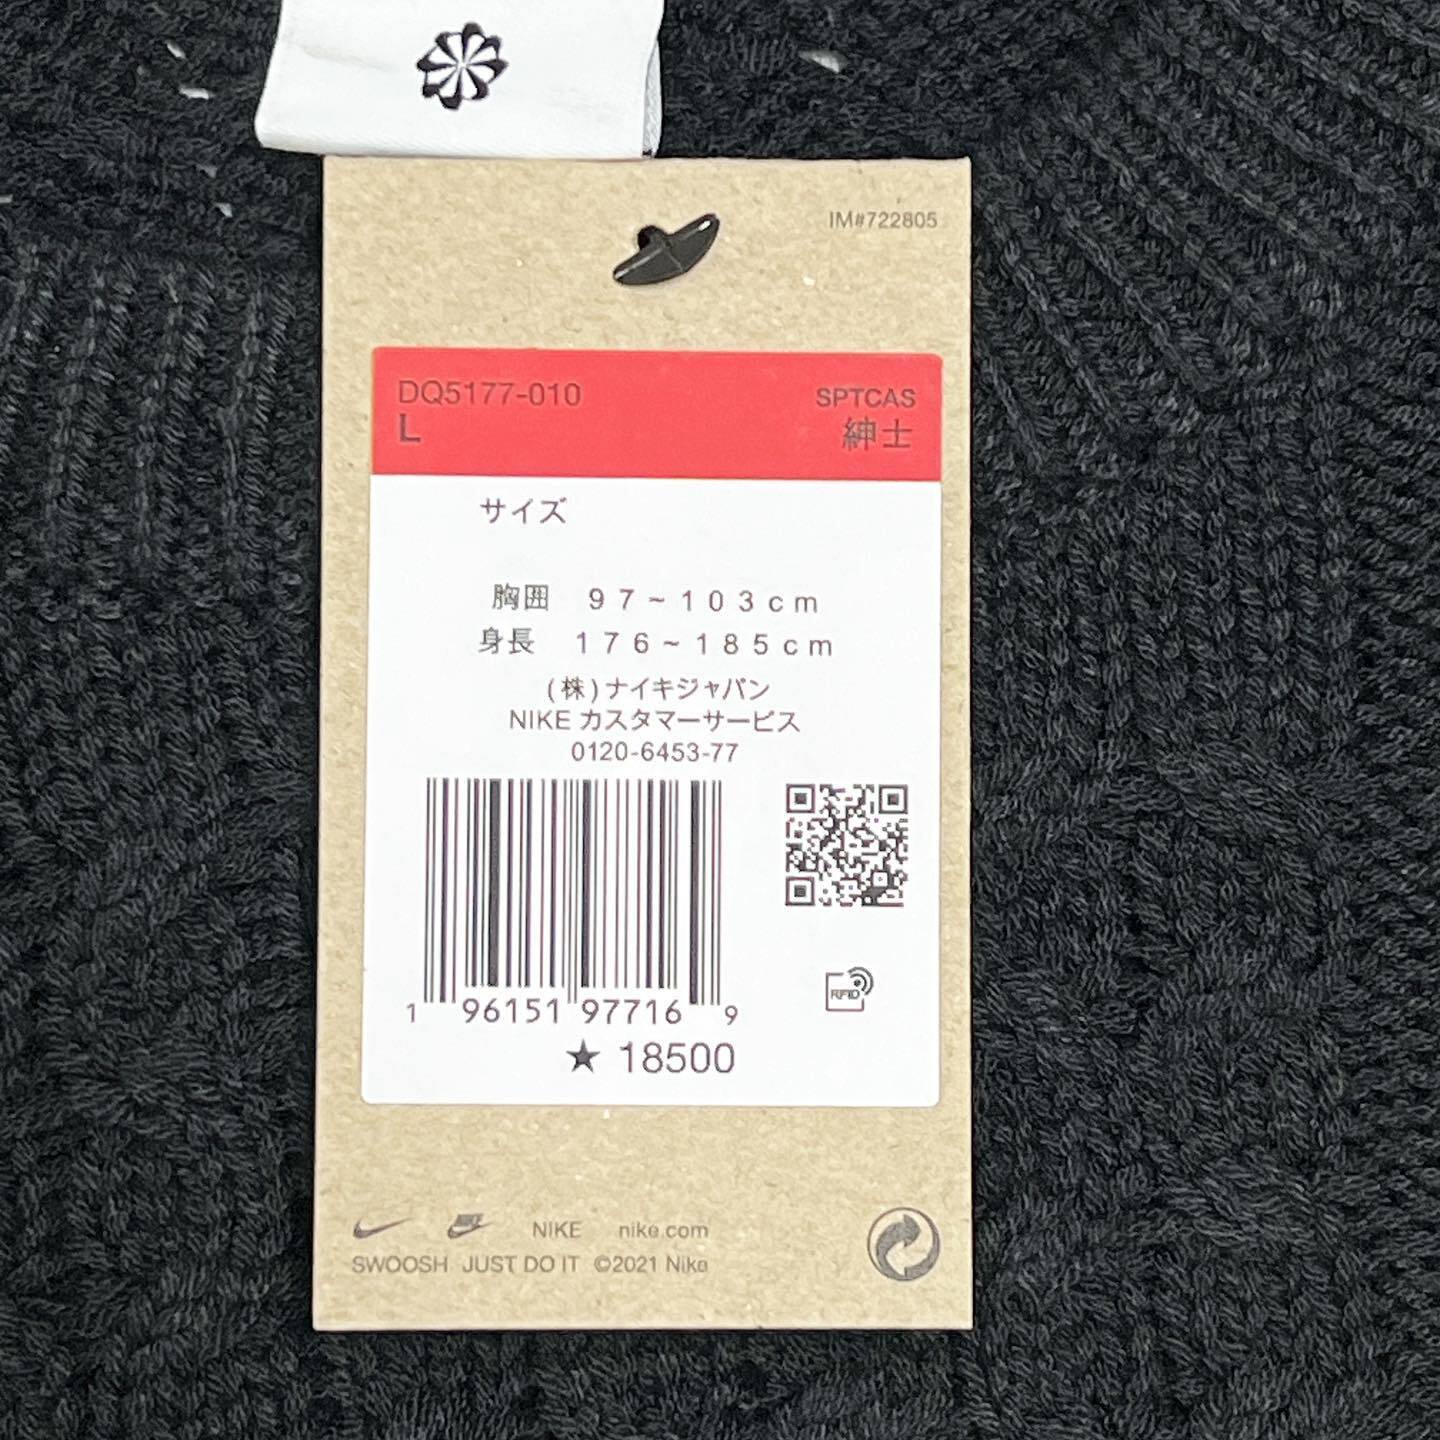 IM#722805
DQ5177-010 SPTCAS
L 紳士
サイズ
胸囲 97~103cm
身長 176~185cm
(株)ナイキジャパン
NIKE カスタマーサービス
0120-6453-77
RFID
1 96151 97716 9
★ 18500
NIKE NIKE nike.com
SWOOSH JUST DO IT ©2021 Nike